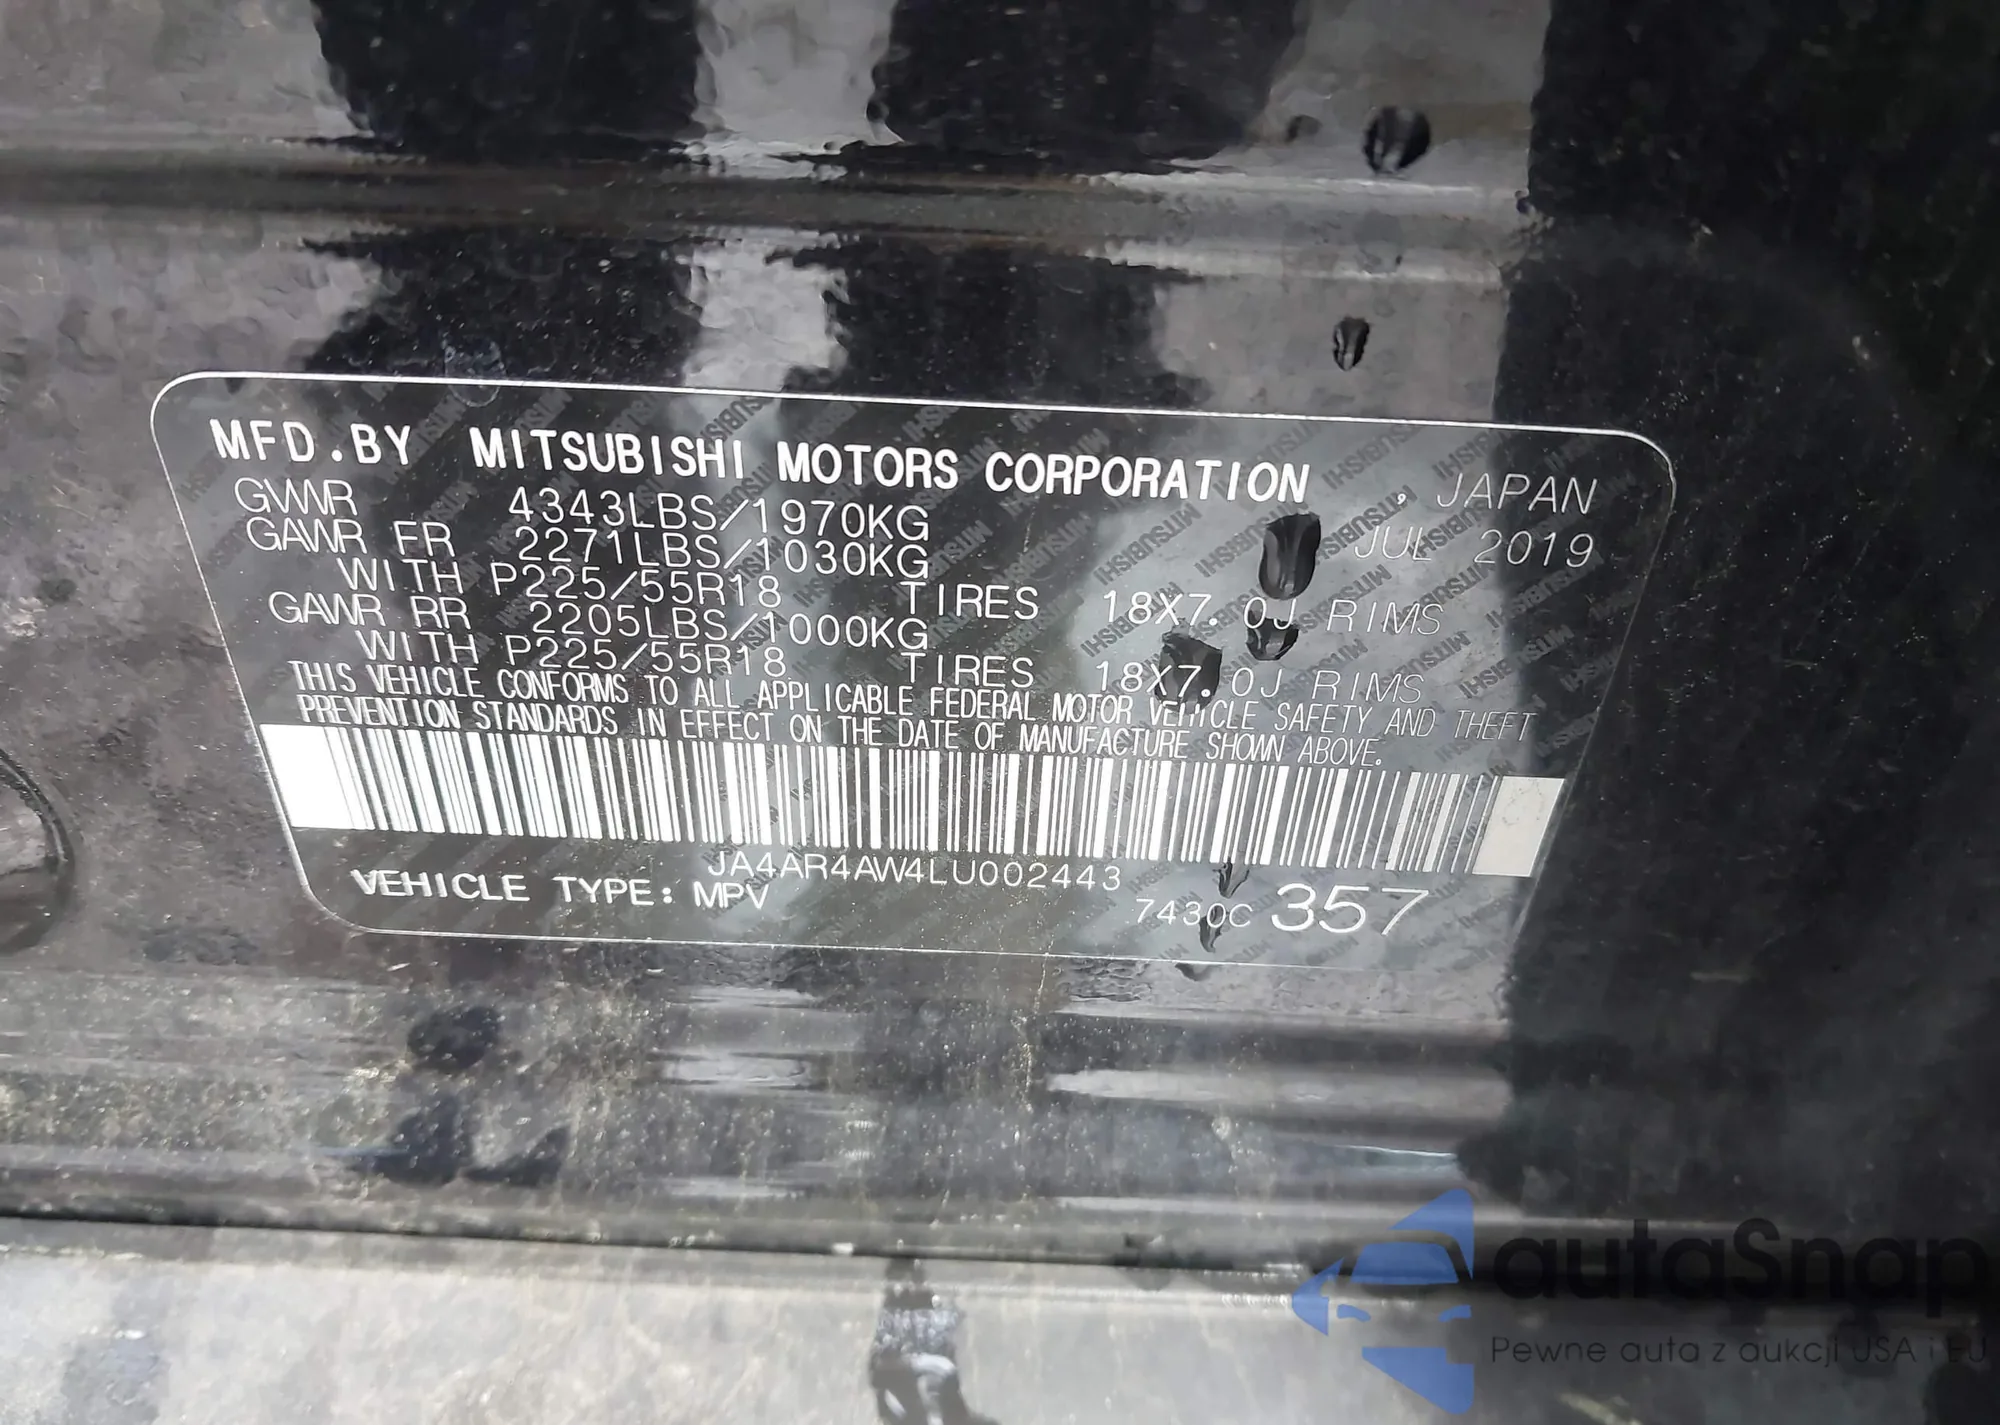 MFD.BY MITSUBISHI MOTORS CORPORATION , JAPAN
GVWR 4343LBS/1970KG JUL 2019
GAWR FR 2271LBS/1030KG
WITH P225/55R18 TIRES 18X7.0J RIMS
GAWR RR 2205LBS/1000KG
WITH P225/55R18 TIRES 18X7.0J RIMS
THIS VEHICLE CONFORMS TO ALL APPLICABLE FEDERAL MOTOR VEHICLE SAFETY AND THEFT
PREVENTION STANDARDS IN EFFECT ON THE DATE OF MANUFACTURE SHOWN ABOVE.
JA4AR4AW4LU002443
VEHICLE TYPE: MPV 7430C 357
autaSnap
Pewne auta z aukcji USA i EU